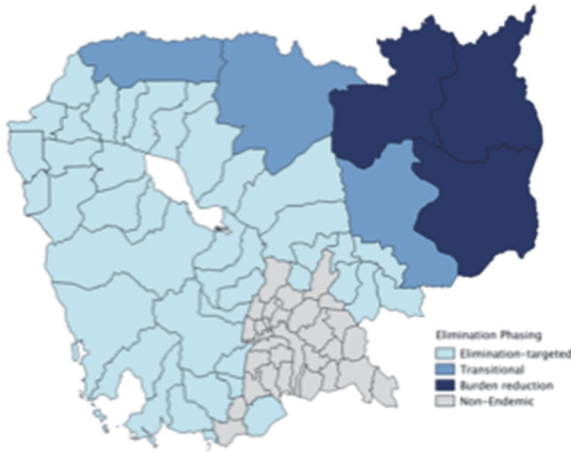 Elimination Phasing
Elimination-targeted
Transitional
Burden reduction
Non-Endemic